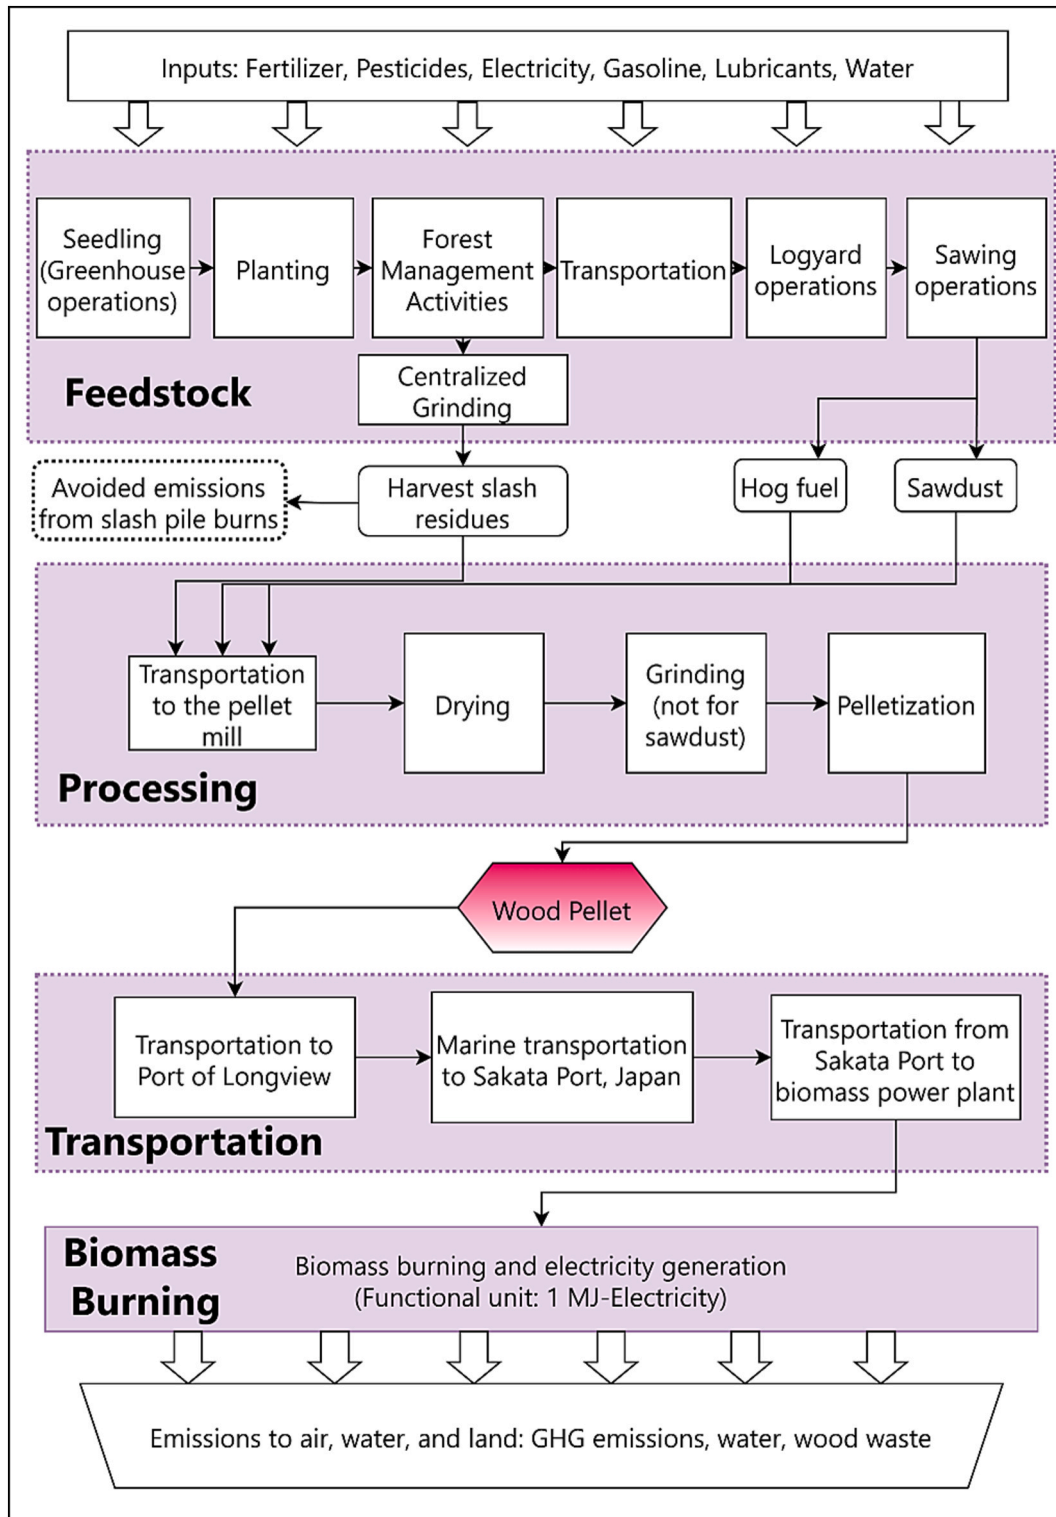 Inputs: Fertilizer, Pesticides, Electricity, Gasoline, Lubricants, Water
Seedling
(Greenhouse
operations)
Planting
Forest
Management
Activities
Transportation
Logyard
operations
Sawing
operations
Feedstock
Centralized
Grinding
Avoided emissions
from slash pile burns
Harvest slash
residues
Hog fuel
Sawdust
Transportation
to the pellet
mill
Drying
Grinding
(not for
sawdust)
Pelletization
Processing
Wood Pellet
Transportation to
Port of Longview
Marine transportation
to Sakata Port, Japan
Transportation from
Sakata Port to
biomass power plant
Transportation
Biomass
Burning
Biomass burning and electricity generation
(Functional unit: 1 MJ-Electricity)
Emissions to air, water, and land: GHG emissions, water, wood waste